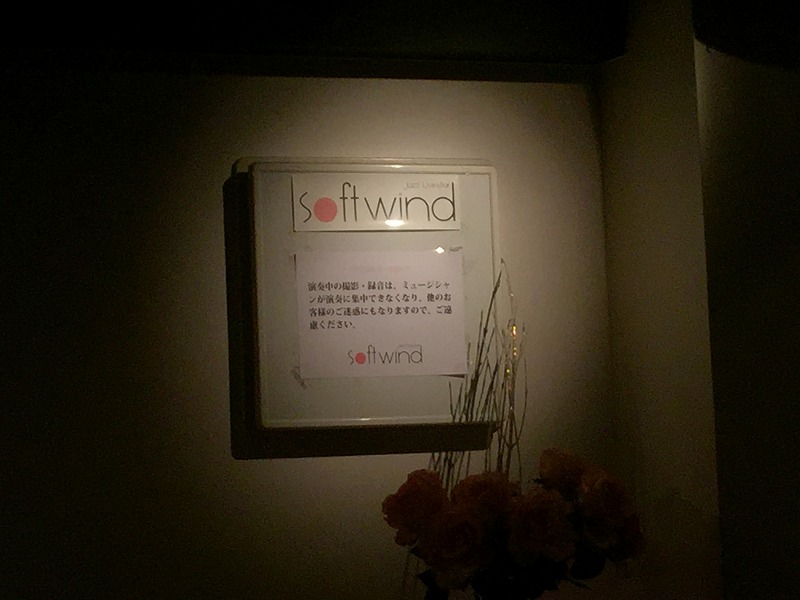 softwind
演奏中の撮影・録音は、ミュージシャ
ンが演奏に集中できなくなり、他のお
客様のご迷惑にもなりますので、ご遠
慮ください。
softwind